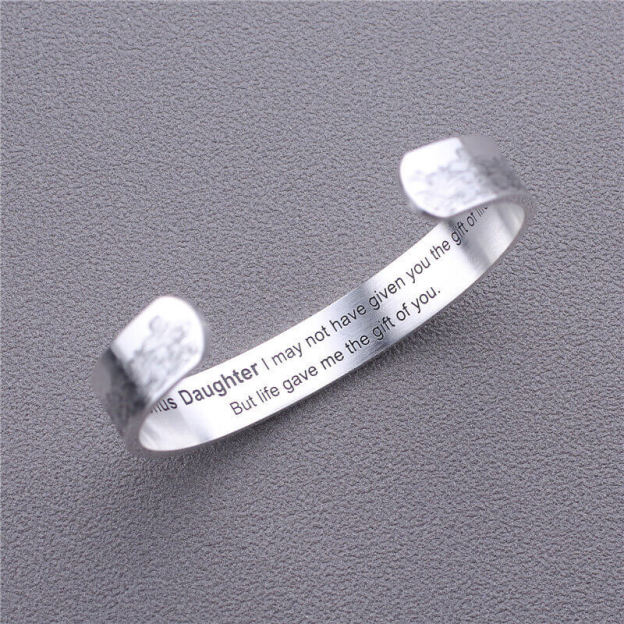 Daughter I may not have given you the gift of
But life gave me the gift of you.